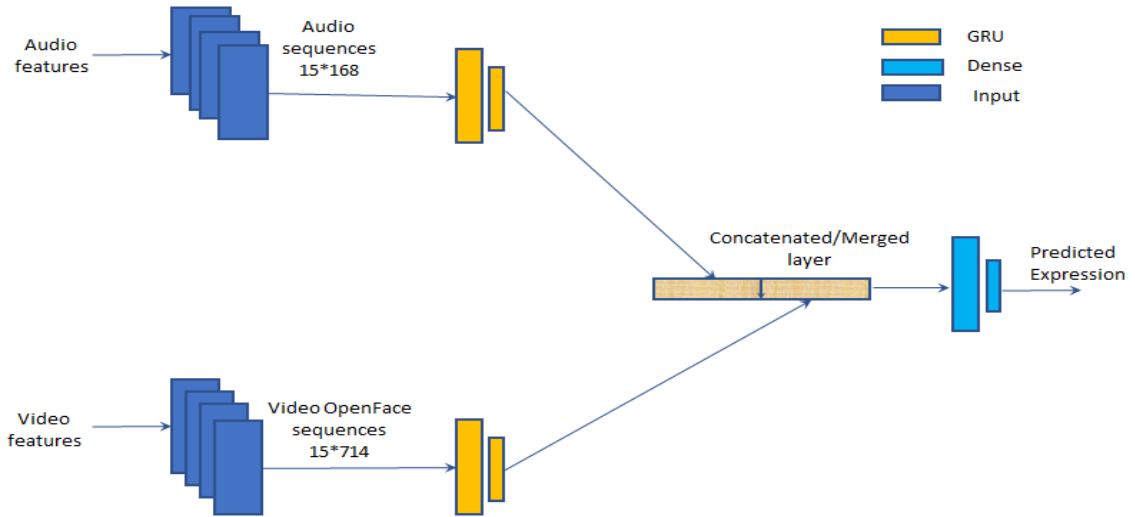 Audio
features
Audio
sequences
15*168
GRU
Dense
Input
Concatenated/Merged
layer
Predicted
Expression
Video
features
Video OpenFace
sequences
15*714